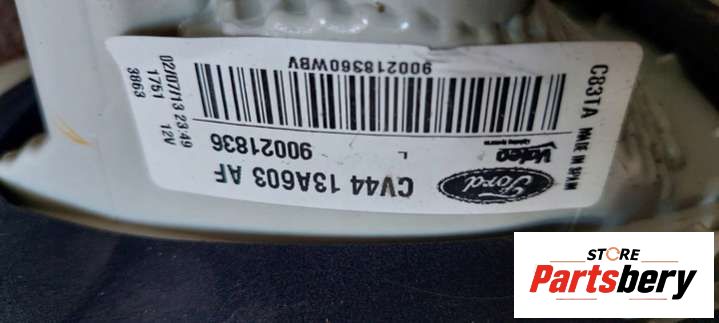 Ford
CV44 13A603 AF
Valeo
L
90021836
MADE IN SPAIN
C83TA
900218360WBV
02/07/13 23:49
1751 12V
3863
STORE
Partsbery